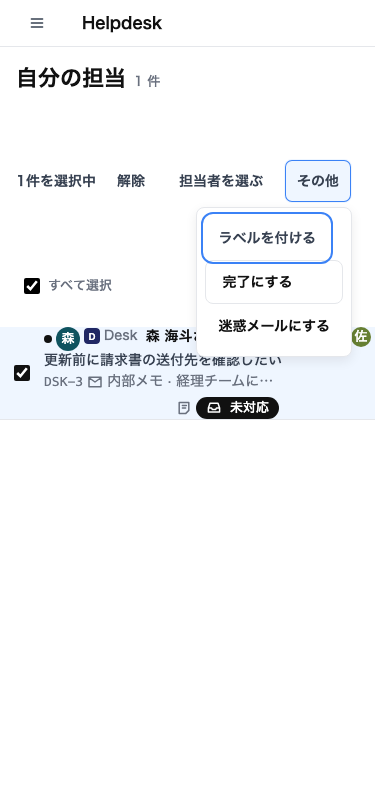 Helpdesk
自分の担当 1 件
1件を選択中 解除 担当者を選ぶ その他
ラベルを付ける
すべて選択
完了にする
迷惑メールにする
森 D Desk 森 海斗 佐
更新前に請求書の送付先を確認したい
DSK-3 内部メモ · 経理チームに…
未対応